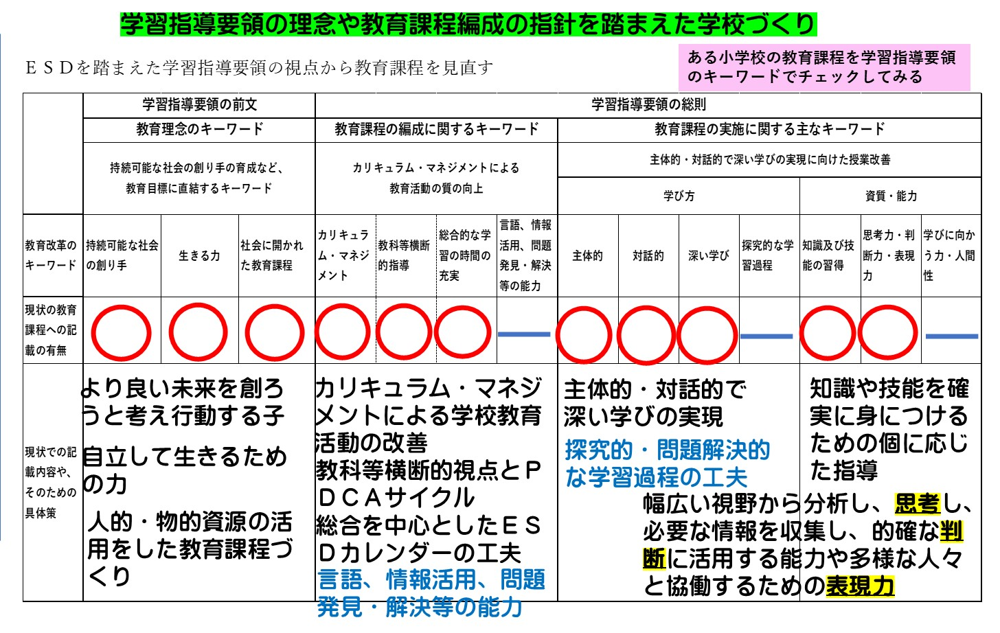 学習指導要領の理念や教育課程編成の指針を踏まえた学校づくり
ＥＳＤを踏まえた学習指導要領の視点から教育課程を見直す
ある小学校の教育課程を学習指導要領
のキーワードでチェックしてみる
学習指導要領の前文
学習指導要領の総則
教育理念のキーワード
教育課程の編成に関するキーワード
教育課程の実施に関する主なキーワード
持続可能な社会の創り手の育成など、
教育目標に直結するキーワード
カリキュラム・マネジメントによる
教育活動の質の向上
主体的・対話的で深い学びの実現に向けた授業改善
学び方
資質・能力
教育改革の
キーワード
持続可能な社会
の創り手
生きる力
社会に開かれ
た教育課程
カリキュラ
ム・マネジ
メント
教科等横断
的指導
総合的な学
習の時間の
充実
言語、情報
活用、問題
発見・解決
等の能力
主体的
対話的
深い学び
探究的な学
習過程
知識及び技
能の習得
思考力・判
断力・表現
力
学びに向か
う力・人間
性
現状の教育
課程への記
載の有無
現状での記
載内容や、
そのための
具体策
より良い未来を創ろ
うと考え行動する子
自立して生きるため
の力
人的・物的資源の活
用をした教育課程づ
くり
カリキュラム・マネジ
メントによる学校教育
活動の改善
教科等横断的視点とＰ
ＤＣＡサイクル
総合を中心としたＥＳ
Ｄカレンダーの工夫
言語、情報活用、問題
発見・解決等の能力
主体的・対話的で
深い学びの実現
探究的・問題解決的
な学習過程の工夫
知識や技能を確
実に身につける
ための個に応じ
た指導
幅広い視野から分析し、思考し、
必要な情報を収集し、的確な判
断に活用する能力や多様な人々
と協働するための表現力